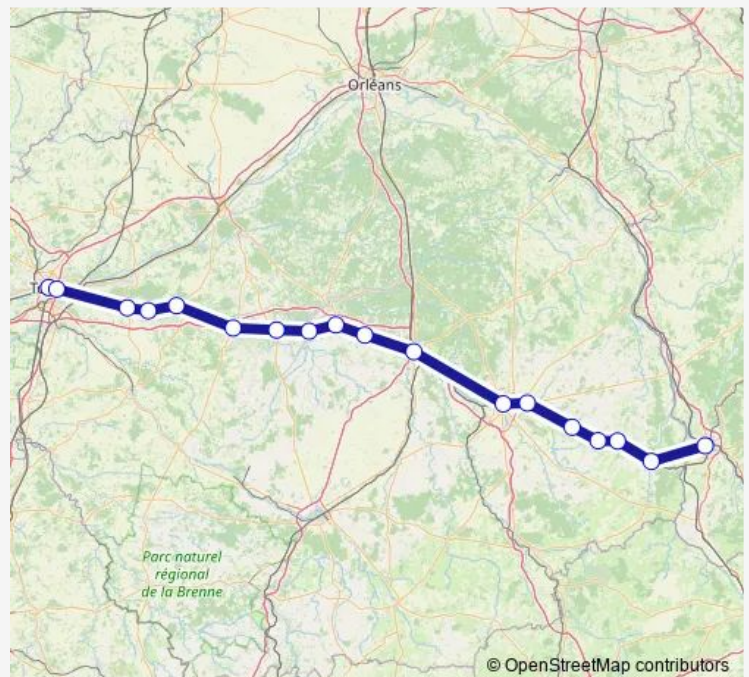 Orléans
Parc naturel
régional
de la Brenne
© OpenStreetMap contributors